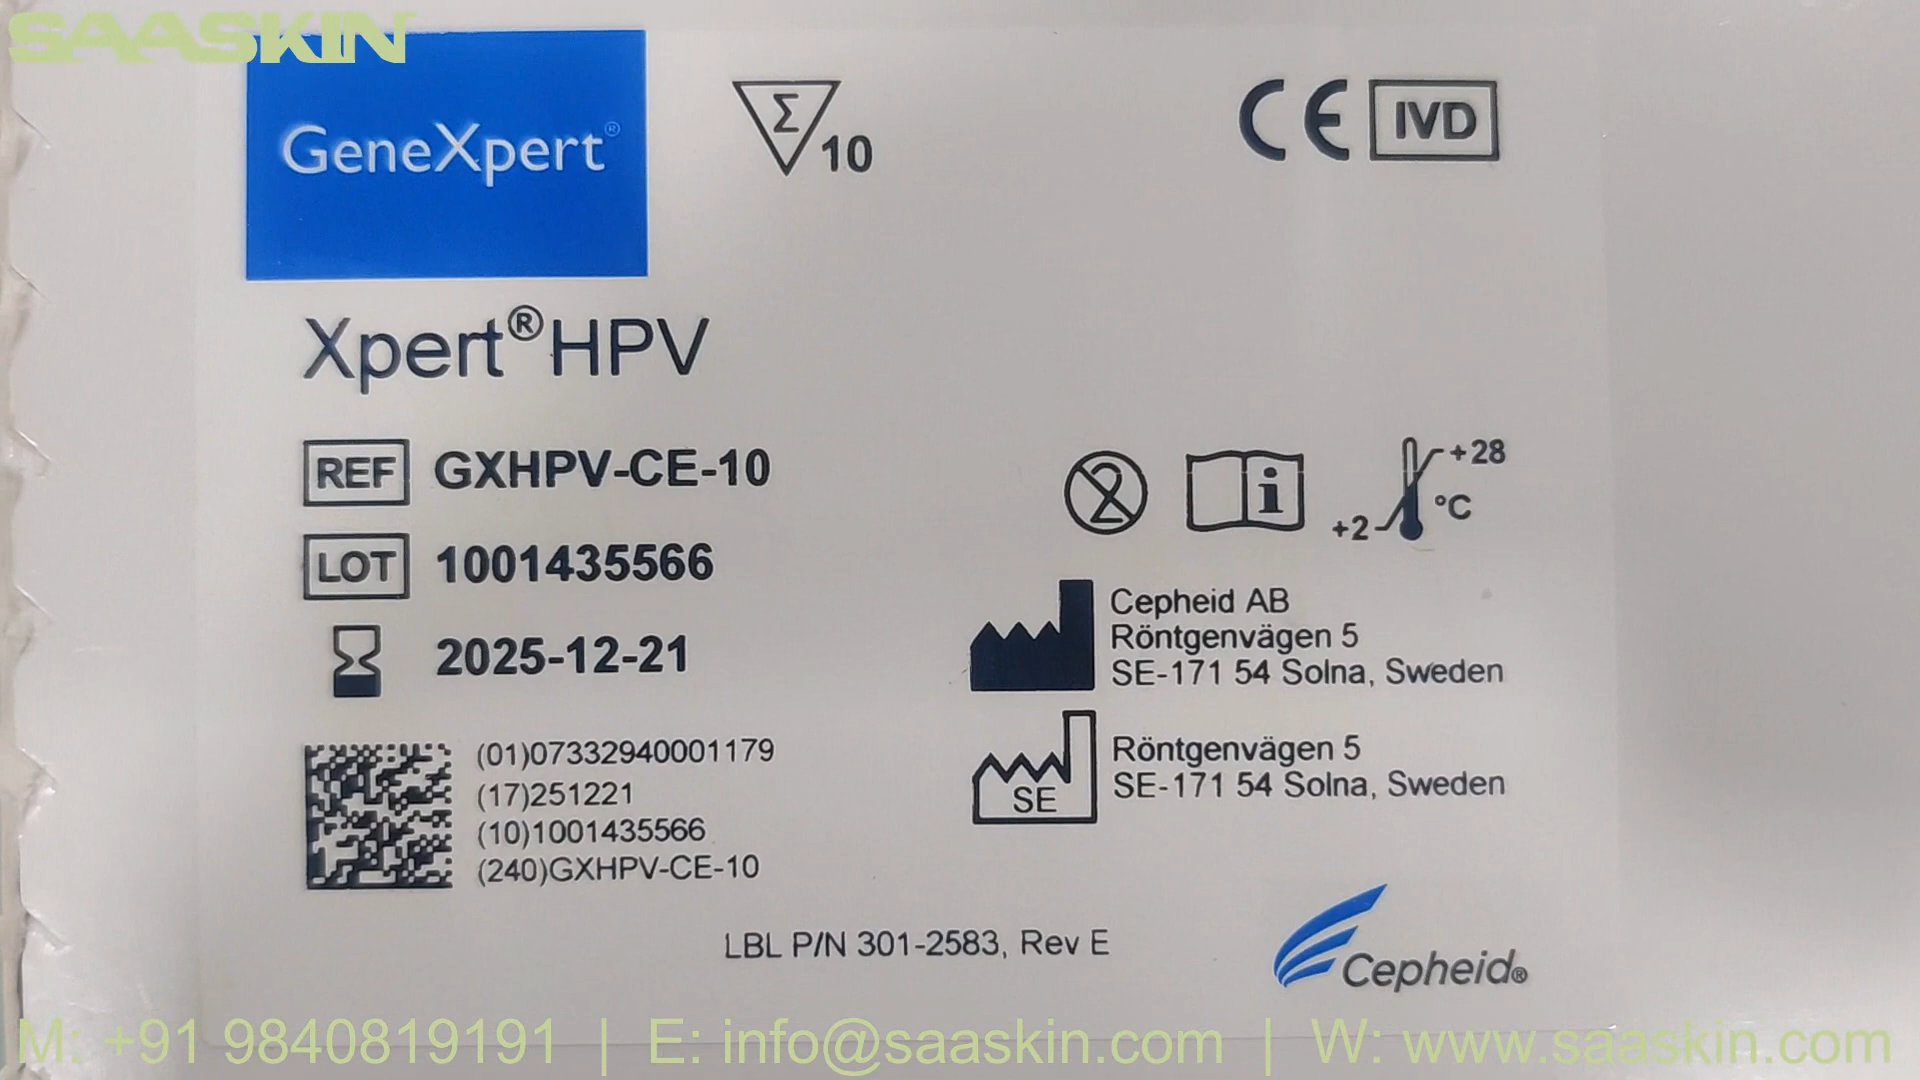 SAASKIN
GeneXpert®
Σ 10
CE IVD
Xpert® HPV
REF GXHPV-CE-10
LOT 1001435566
2025-12-21
2
i
+28
°C
+2
Cepheid AB
Röntgenvägen 5
SE-171 54 Solna, Sweden
SE
Röntgenvägen 5
SE-171 54 Solna, Sweden
(01)07332940001179
(17)251221
(10)1001435566
(240)GXHPV-CE-10
LBL P/N 301-2583, Rev E
Cepheid®
M: +91 9840819191 | E: info@saaskin.com | W: www.saaskin.com